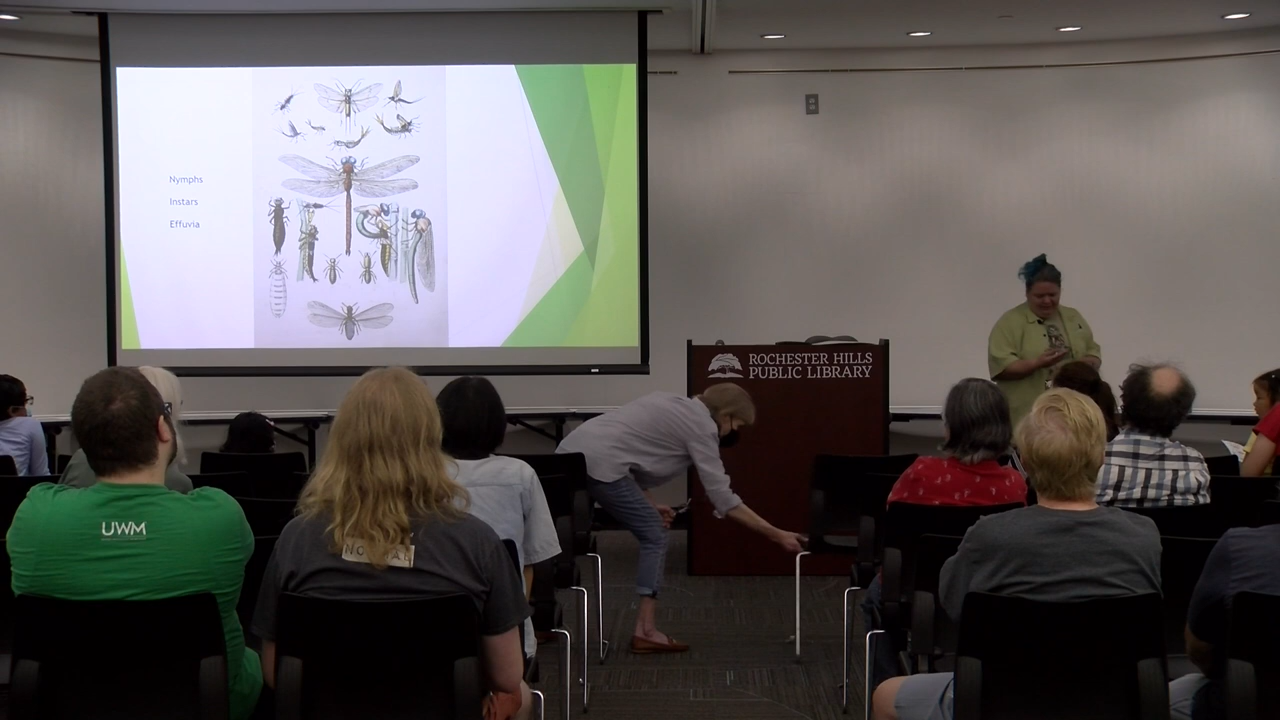 Nymphs
Instars
Effuvia
ROCHESTER HILLS
PUBLIC LIBRARY
UWM